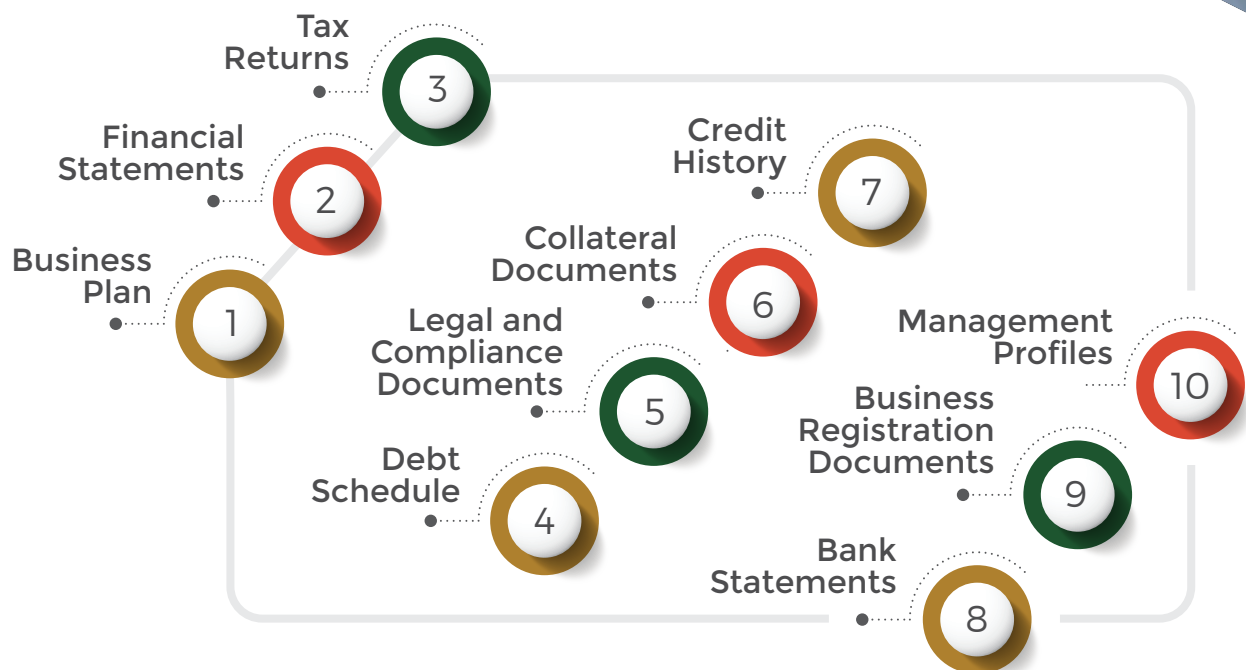 Business
Plan
1
Financial
Statements
2
Tax
Returns
3
Debt
Schedule
4
Legal and
Compliance
Documents
5
Collateral
Documents
6
Credit
History
7
Bank
Statements
8
Business
Registration
Documents
9
Management
Profiles
10